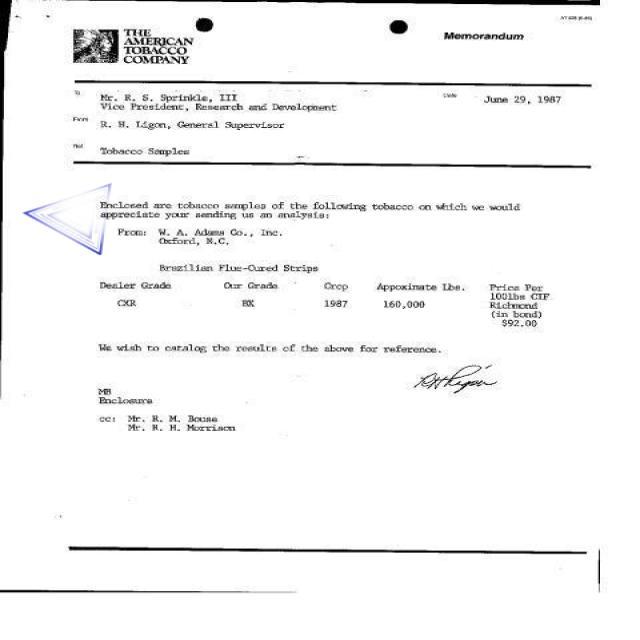 THE
AMERICAN
TOBACCO
COMPANY
Memorandum
To Mr. R. S. Sprinkle, III
Vice President, Research and Development
Date June 29, 1987
From R. H. Ligon, General Supervisor
Ref Tobacco Samples
Enclosed are tobacco samples of the following tobacco on which we would
appreciate your sending us an analysis:
From: W. A. Adams Co., Inc.
Oxford, N.C.
Brazilian Flue-Cured Strips
Dealer Grade Our Grade Crop Appoximate Lbs. Price Per
100lbs CIF
CXR BX 1987 160,000 Richmond
(in bond)
$92.00
We wish to catalog the results of the above for reference.
RHLigon
MB
Enclosure
cc: Mr. R. M. Bouse
Mr. R. H. Morrison